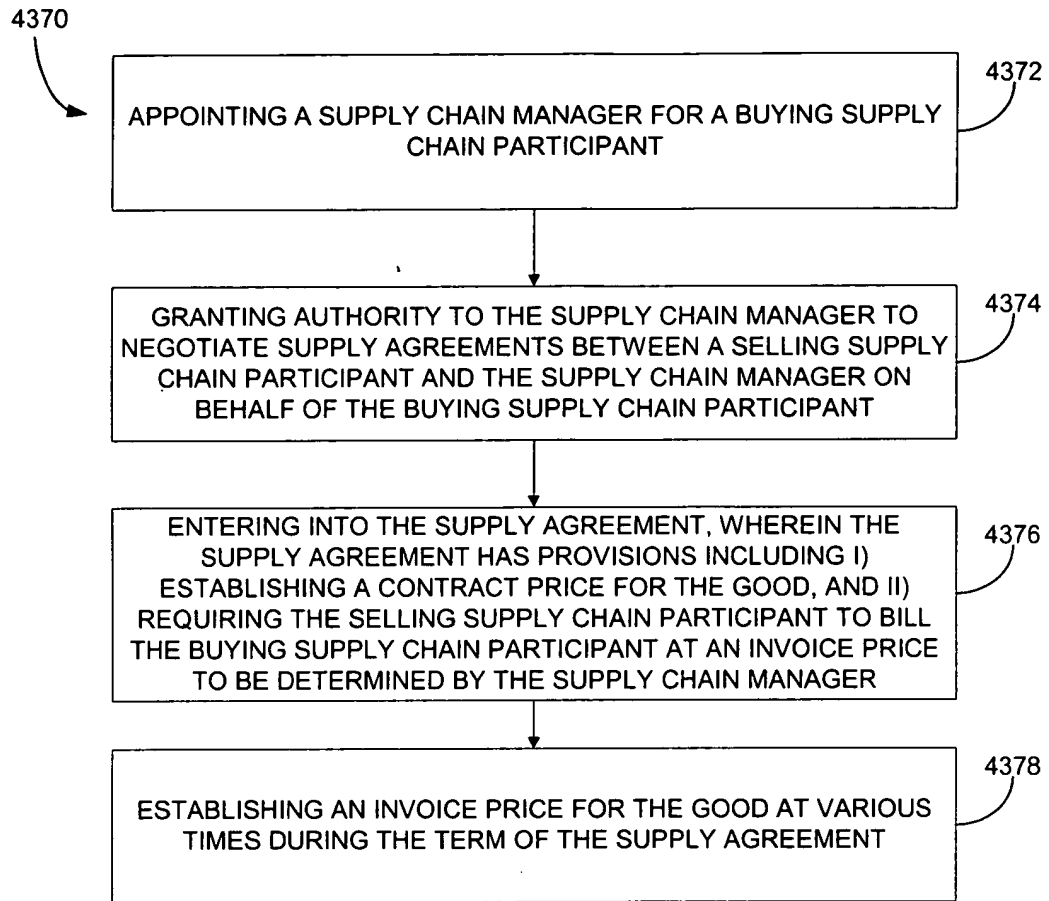 4370
4372
APPOINTING A SUPPLY CHAIN MANAGER FOR A BUYING SUPPLY
CHAIN PARTICIPANT
4374
GRANTING AUTHORITY TO THE SUPPLY CHAIN MANAGER TO
NEGOTIATE SUPPLY AGREEMENTS BETWEEN A SELLING SUPPLY
CHAIN PARTICIPANT AND THE SUPPLY CHAIN MANAGER ON
BEHALF OF THE BUYING SUPPLY CHAIN PARTICIPANT
4376
ENTERING INTO THE SUPPLY AGREEMENT, WHEREIN THE
SUPPLY AGREEMENT HAS PROVISIONS INCLUDING I)
ESTABLISHING A CONTRACT PRICE FOR THE GOOD, AND II)
REQUIRING THE SELLING SUPPLY CHAIN PARTICIPANT TO BILL
THE BUYING SUPPLY CHAIN PARTICIPANT AT AN INVOICE PRICE
TO BE DETERMINED BY THE SUPPLY CHAIN MANAGER
4378
ESTABLISHING AN INVOICE PRICE FOR THE GOOD AT VARIOUS
TIMES DURING THE TERM OF THE SUPPLY AGREEMENT